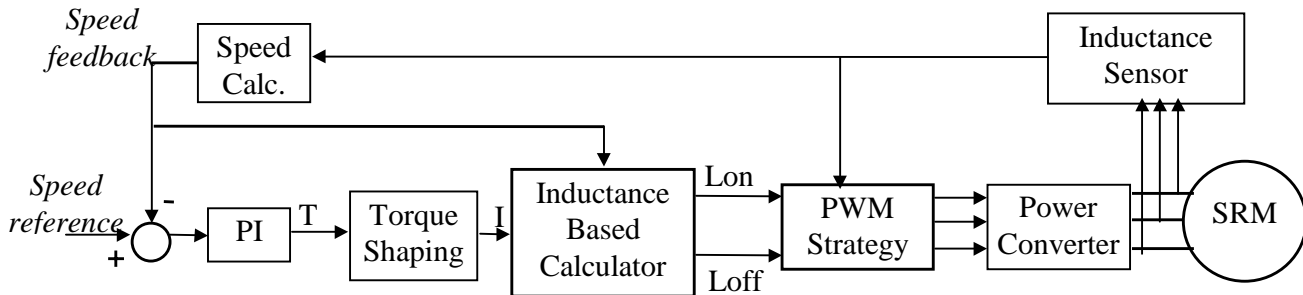 Speed
feedback
Speed
Calc.
Inductance
Sensor
Speed
reference
-
+
PI
T
Torque
Shaping
I
Inductance
Based
Calculator
Lon
Loff
PWM
Strategy
Power
Converter
SRM